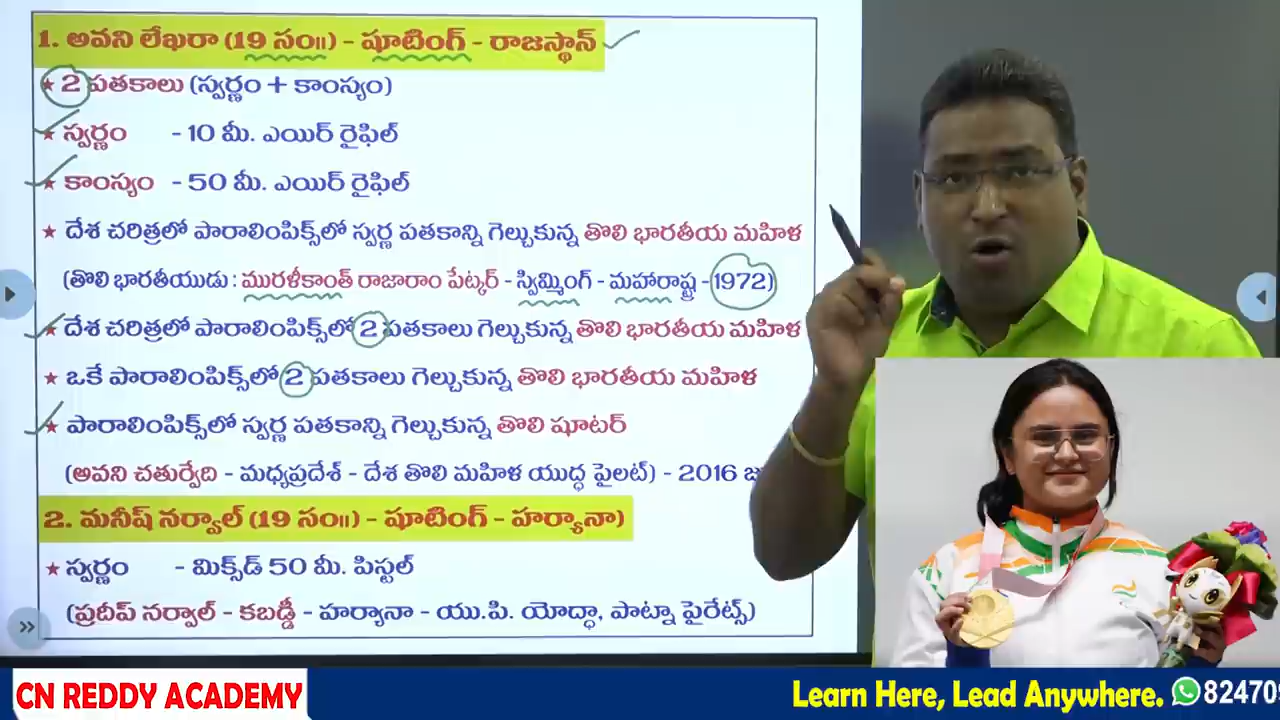 1. అవని లేఖరా (19 సం॥) - షూటింగ్ - రాజస్థాన్
★ 2 పతకాలు (స్వర్ణం + కాంస్యం)
★ స్వర్ణం - 10 మీ. ఎయిర్ రైఫిల్
★ కాంస్యం - 50 మీ. ఎయిర్ రైఫిల్
★ దేశ చరిత్రలో పారాలింపిక్స్‌లో స్వర్ణ పతకాన్ని గెల్చుకున్న తొలి భారతీయ మహిళ
(తొలి భారతీయుడు : మురళీకాంత్ రాజారాం పేట్కర్ - స్విమ్మింగ్ - మహారాష్ట్ర -1972)
★ దేశ చరిత్రలో పారాలింపిక్స్‌లో 2 పతకాలు గెల్చుకున్న తొలి భారతీయ మహిళ
★ ఒకే పారాలింపిక్స్‌లో 2 పతకాలు గెల్చుకున్న తొలి భారతీయ మహిళ
★ పారాలింపిక్స్‌లో స్వర్ణ పతకాన్ని గెల్చుకున్న తొలి షూటర్
(అవని చతుర్వేది - మధ్యప్రదేశ్ - దేశ తొలి మహిళ యుద్ధ పైలట్) - 2016
2. మనీష్ నర్వాల్ (19 సం॥) - షూటింగ్ - హర్యానా)
★ స్వర్ణం - మిక్స్‌డ్ 50 మీ. పిస్టల్
(ప్రదీప్ నర్వాల్ - కబడ్డీ - హర్యానా - యు.పి. యోద్ధా, పాట్నా పైరేట్స్)
CN REDDY ACADEMY
Learn Here, Lead Anywhere. 82470